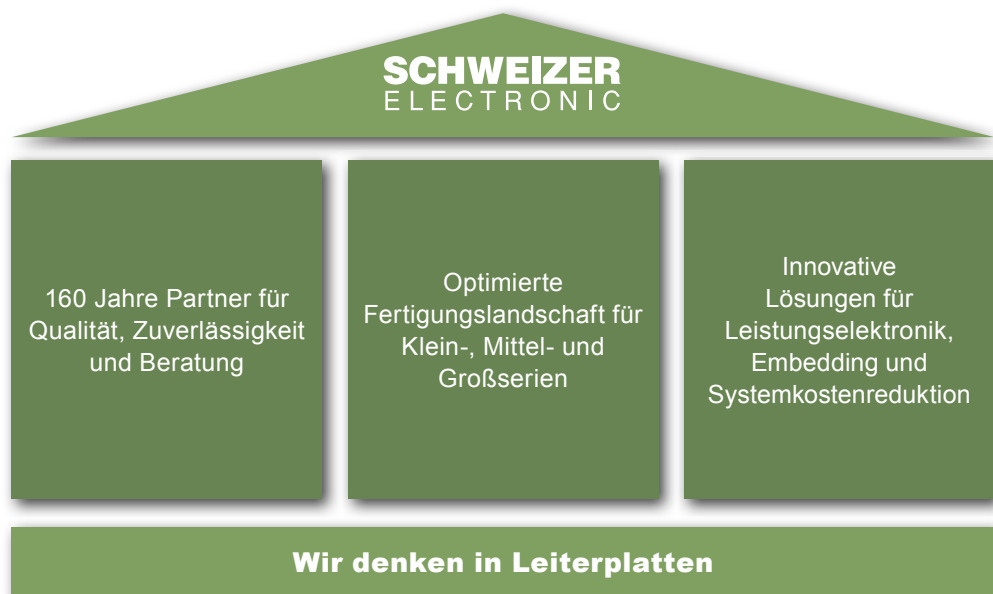 SCHWEIZER
ELECTRONIC
160 Jahre Partner für
Qualität, Zuverlässigkeit
und Beratung
Optimierte
Fertigungslandschaft für
Klein-, Mittel- und
Großserien
Innovative
Lösungen für
Leistungselektronik,
Embedding und
Systemkostenreduktion
Wir denken in Leiterplatten